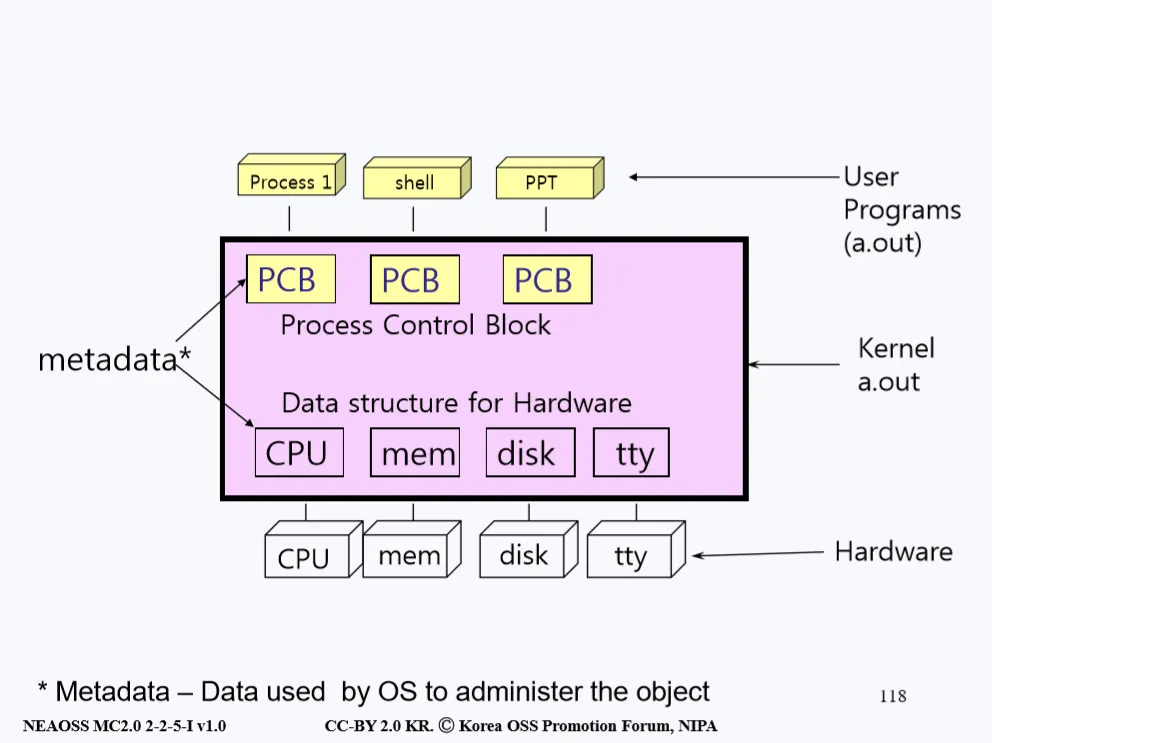 Process 1
shell
PPT
User
Programs
(a.out)
PCB
PCB
PCB
Process Control Block
metadata*
Kernel
a.out
Data structure for Hardware
CPU
mem
disk
tty
CPU
mem
disk
tty
Hardware
* Metadata – Data used by OS to administer the object
118
NEAOSS MC2.0 2-2-5-I v1.0
CC-BY 2.0 KR. Ⓒ Korea OSS Promotion Forum, NIPA